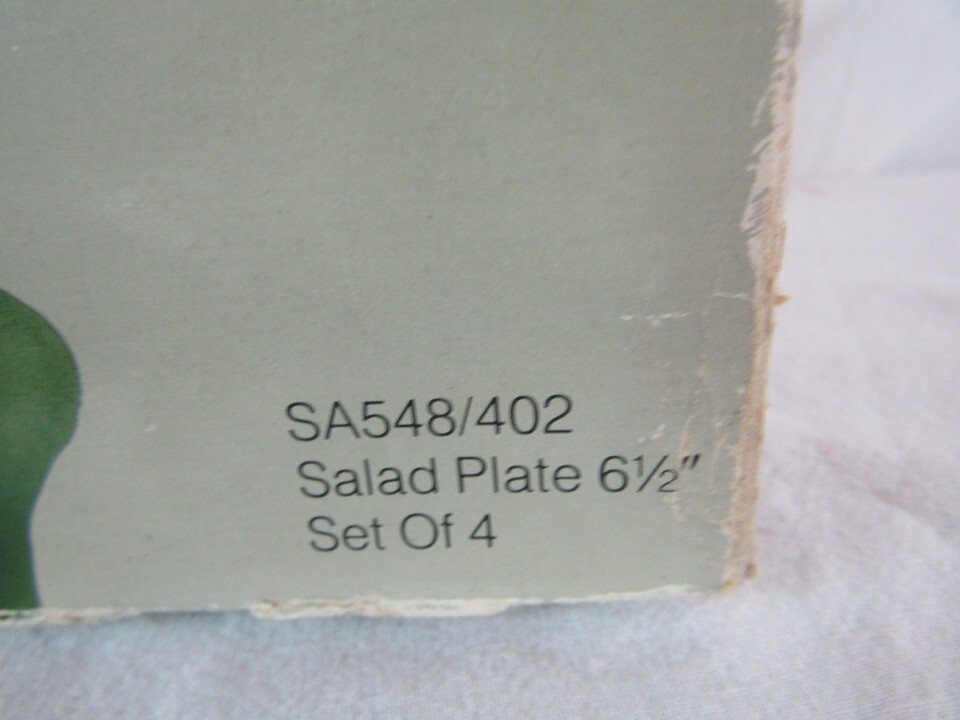 SA548/402
Salad Plate 6½"
Set Of 4